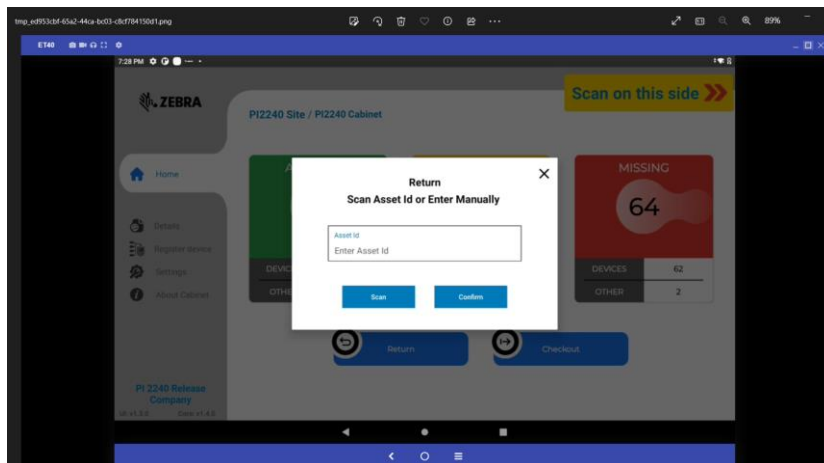 tmp_ed953cbf-65a2-44ca-bc03-c8cf784150d1.png
89%
ET40
7:28 PM
ZEBRA
PI2240 Site / PI2240 Cabinet
Scan on this side
Home
Details
Register device
Settings
About Cabinet
A
MISSING
64
DEVICES 62
OTHER 2
Return
Scan Asset Id or Enter Manually
Asset Id
Enter Asset Id
Scan
Confirm
Return
Checkout
PI 2240 Release
Company